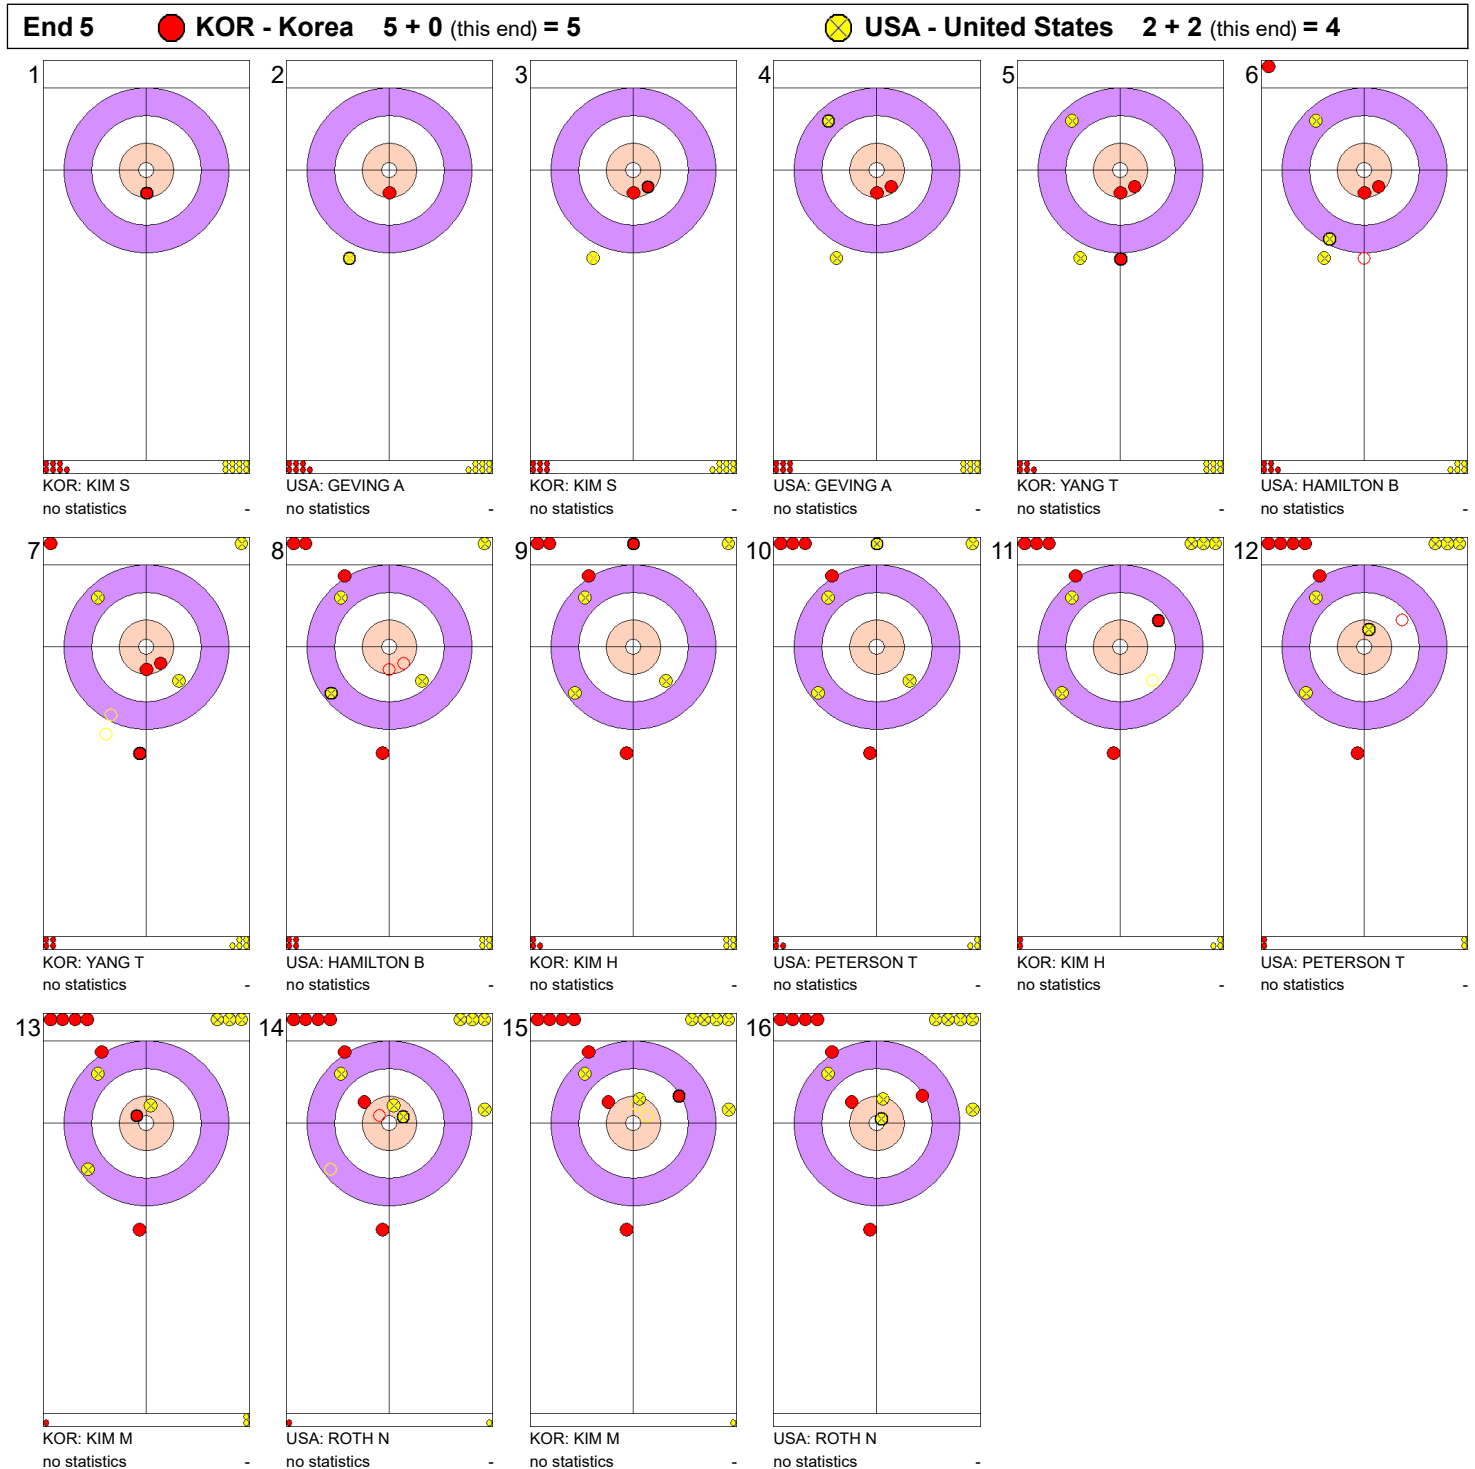 End 5 KOR - Korea 5 + 0 (this end) = 5 USA - United States 2 + 2 (this end) = 4
1 2 3 4 5 6
KOR: KIM S USA: GEVING A KOR: KIM S USA: GEVING A KOR: YANG T USA: HAMILTON B
no statistics - no statistics - no statistics - no statistics - no statistics - no statistics -
7 8 9 10 11 12
KOR: YANG T USA: HAMILTON B KOR: KIM H USA: PETERSON T KOR: KIM H USA: PETERSON T
no statistics - no statistics - no statistics - no statistics - no statistics - no statistics -
13 14 15 16
KOR: KIM M USA: ROTH N KOR: KIM M USA: ROTH N
no statistics - no statistics - no statistics - no statistics -